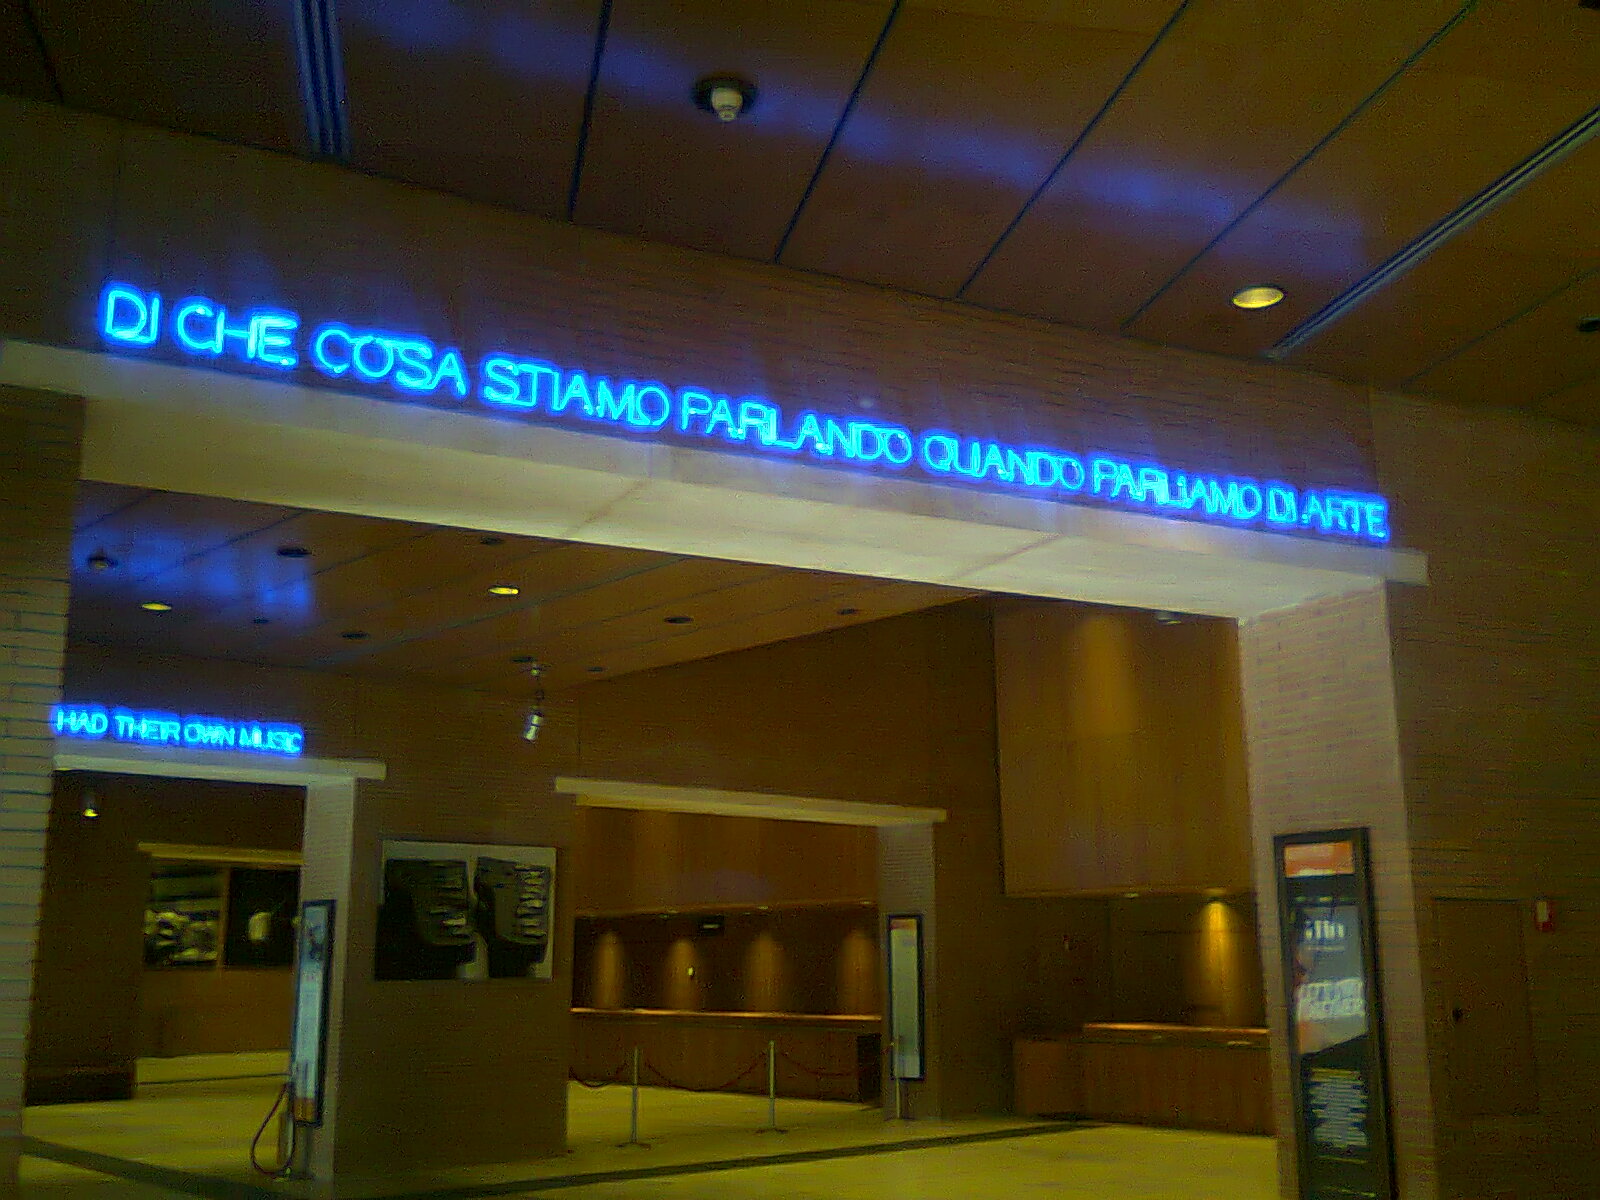 DI CHE COSA STIAMO PARLANDO QUANDO PARLIAMO DI ARTE
HAD THEIR OWN MUSIC